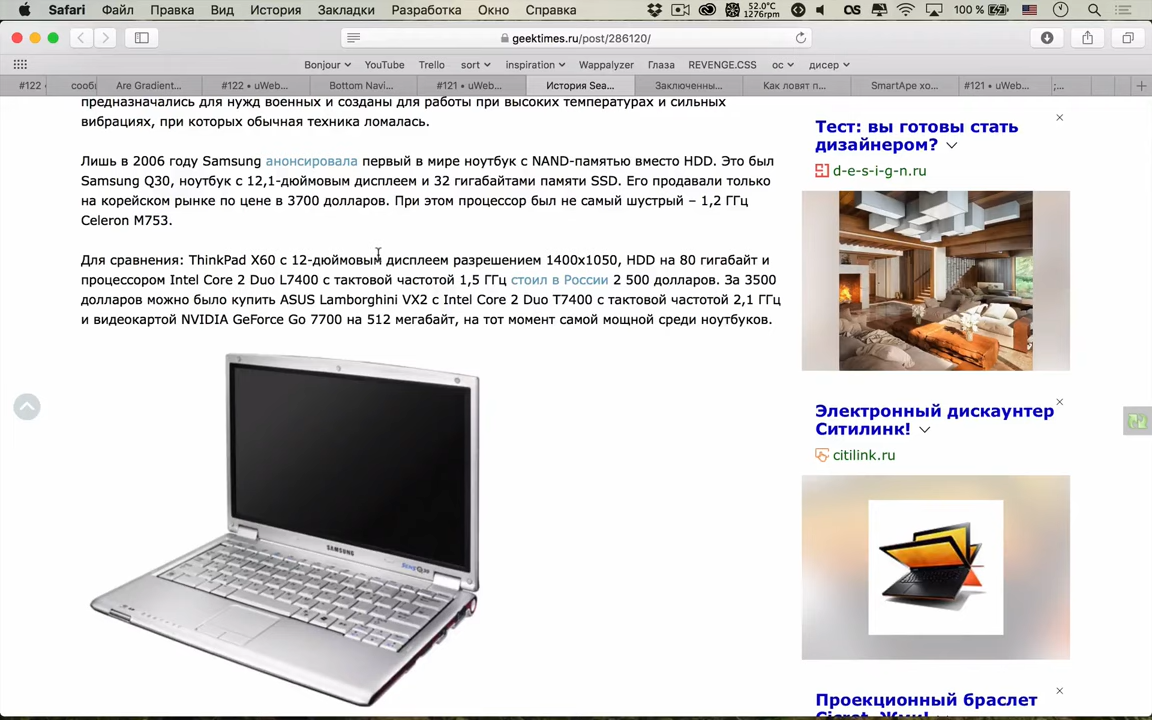 Safari Файл Правка Вид История Закладки Разработка Окно Справка 52.0°C 1276rpm 100 %
geektimes.ru/post/286120/
Bonjour YouTube Trello sort inspiration Wappalyzer Глаза REVENGE.CSS ос дисер
#122 сооб Are Gradient... #122 • uWeb... Bottom Navi... #121 • uWeb... История Sea... Заключенны... Как ловят п... SmartApe хо... #121 • uWeb... ;...
предназначались для нужд военных и созданы для работы при высоких температурах и сильных
вибрациях, при которых обычная техника ломалась.
Лишь в 2006 году Samsung анонсировала первый в мире ноутбук с NAND-памятью вместо HDD. Это был
Samsung Q30, ноутбук с 12,1-дюймовым дисплеем и 32 гигабайтами памяти SSD. Его продавали только
на корейском рынке по цене в 3700 долларов. При этом процессор был не самый шустрый – 1,2 ГГц
Celeron M753.
Для сравнения: ThinkPad X60 с 12-дюймовым дисплеем разрешением 1400x1050, HDD на 80 гигабайт и
процессором Intel Core 2 Duo L7400 с тактовой частотой 1,5 ГГц стоил в России 2 500 долларов. За 3500
долларов можно было купить ASUS Lamborghini VX2 с Intel Core 2 Duo T7400 с тактовой частотой 2,1 ГГц
и видеокартой NVIDIA GeForce Go 7700 на 512 мегабайт, на тот момент самой мощной среди ноутбуков.
SAMSUNG
Тест: вы готовы стать
дизайнером?
d-e-s-i-g-n.ru
Электронный дискаунтер
Ситилинк!
citilink.ru
Проекционный браслет